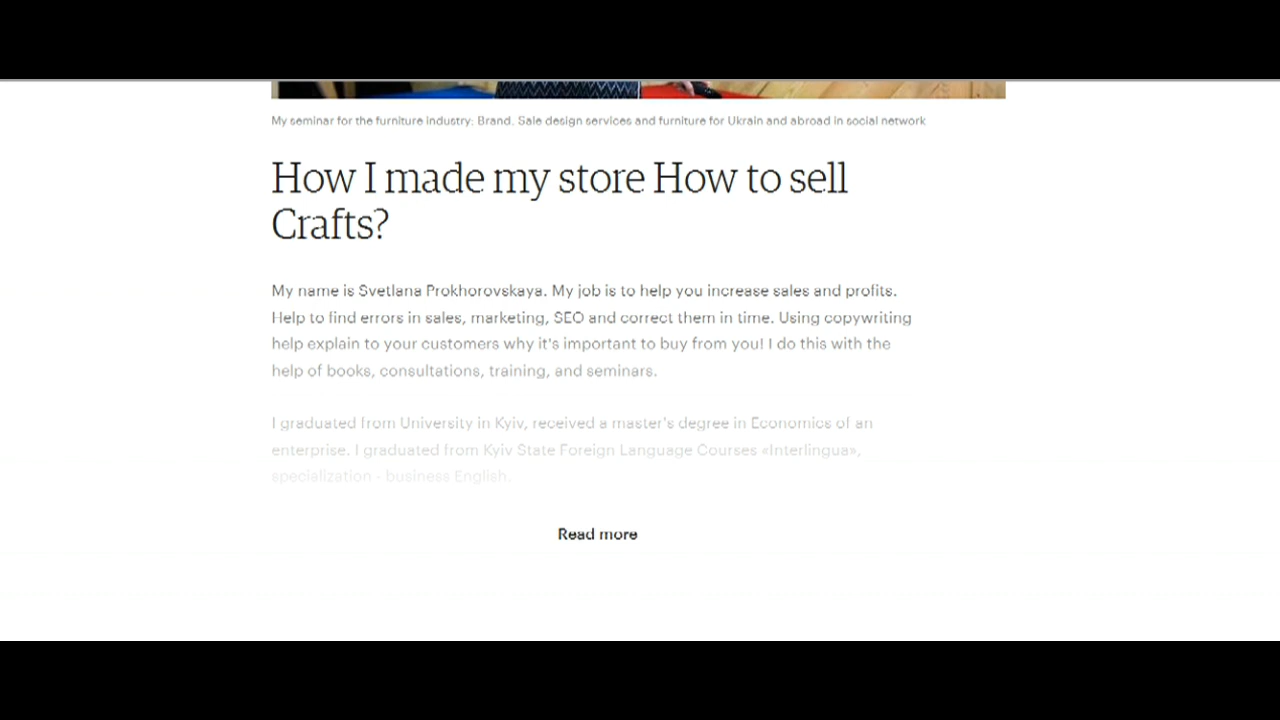 My seminar for the furniture industry: Brand. Sale design services and furniture for Ukrain and abroad in social network
How I made my store How to sell
Crafts?
My name is Svetlana Prokhorovskaya. My job is to help you increase sales and profits.
Help to find errors in sales, marketing, SEO and correct them in time. Using copywriting
help explain to your customers why it's important to buy from you! I do this with the
help of books, consultations, training, and seminars.
I graduated from University in Kyiv, received a master's degree in Economics of an
enterprise. I graduated from Kyiv State Foreign Language Courses «Interlingua»,
specialization - business English.
Read more